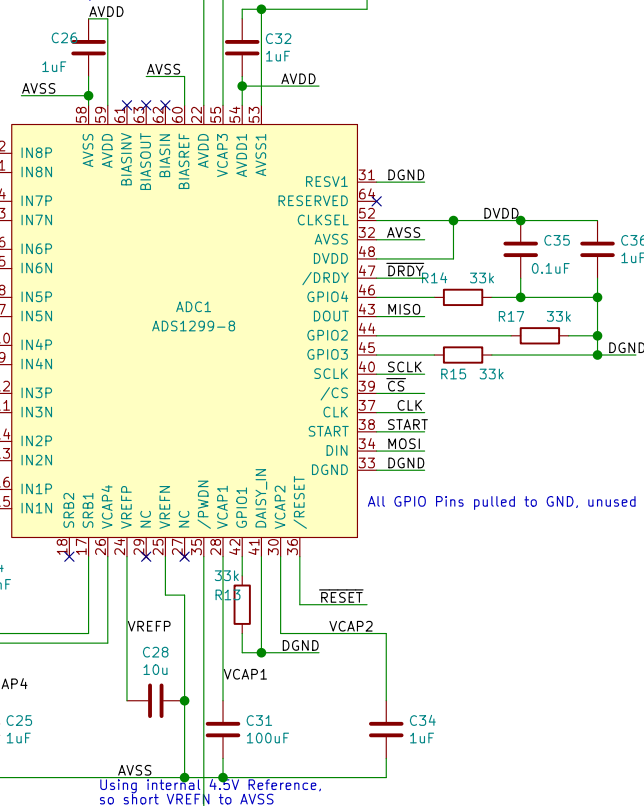 AVDD
C26
1uF
AVSS
AVSS
C32
1uF
AVDD
58
59
61
63
62
60
22
55
54
53
AVSS
AVDD
BIASINV
BIASOUT
BIASIN
BIASREF
AVDD
VCAP3
AVDD1
AVSS1
IN8P
IN8N
IN7P
IN7N
IN6P
IN6N
IN5P
IN5N
IN4P
IN4N
IN3P
IN3N
IN2P
IN2N
IN1P
IN1N
ADC1
ADS1299-8
RESV1 31 DGND
RESERVED 64
CLKSEL 52 DVDD
AVSS 32 AVSS
DVDD 48
/DRDY 47 DRDY
GPIO4 46 R14 33k
DOUT 43 MISO
GPIO2 44 R17 33k
GPIO3 45 R15 33k DGND
SCLK 40 SCLK
/CS 39 CS
CLK 37 CLK
START 38 START
DIN 34 MOSI
DGND 33 DGND
C35
0.1uF
C36
1uF
All GPIO Pins pulled to GND, unused
SRB2
SRB1
VCAP4
VREFP
NC
VREFN
NC
/PWDN
VCAP1
GPIO1
DAISY_IN
VCAP2
/RESET
18
17
26
24
29
25
27
35
28
42
41
30
36
33k
R13
RESET
VREFP
VCAP2
DGND
C28
10u
VCAP1
AP4
C25
1uF
C31
100uF
C34
1uF
AVSS
Using internal 4.5V Reference,
so short VREFN to AVSS